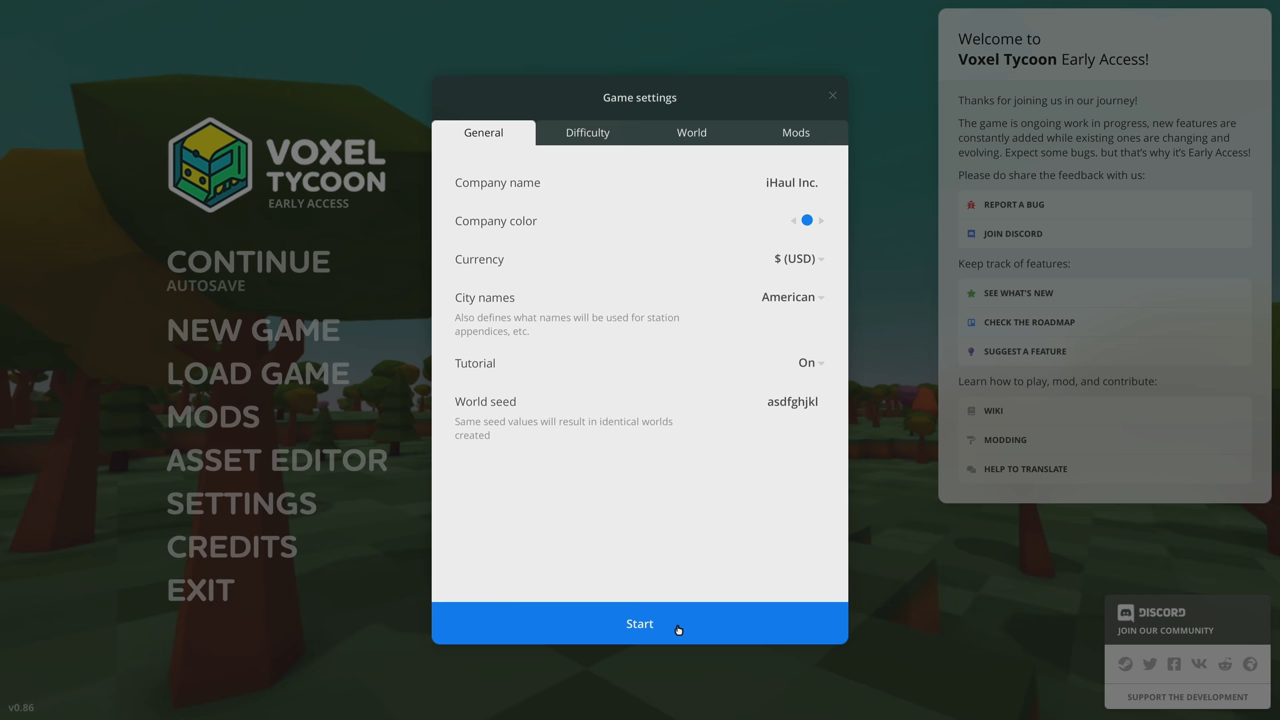 VOXEL
TYCOON
EARLY ACCESS
CONTINUE
AUTOSAVE
NEW GAME
LOAD GAME
MODS
ASSET EDITOR
SETTINGS
CREDITS
EXIT
v0.86
Game settings
General
Difficulty
World
Mods
Company name
iHaul Inc.
Company color
Currency
$ (USD)
City names
American
Also defines what names will be used for station
appendices, etc.
Tutorial
On
World seed
asdfghjkl
Same seed values will result in identical worlds
created
Start
Welcome to
Voxel Tycoon Early Access!
Thanks for joining us in our journey!
The game is ongoing work in progress, new features are
constantly added while existing ones are changing and
evolving. Expect some bugs. but that's why it's Early Access!
Please do share the feedback with us:
REPORT A BUG
JOIN DISCORD
Keep track of features:
SEE WHAT'S NEW
CHECK THE ROADMAP
SUGGEST A FEATURE
Learn how to play, mod, and contribute:
WIKI
MODDING
HELP TO TRANSLATE
DISCORD
JOIN OUR COMMUNITY
SUPPORT THE DEVELOPMENT